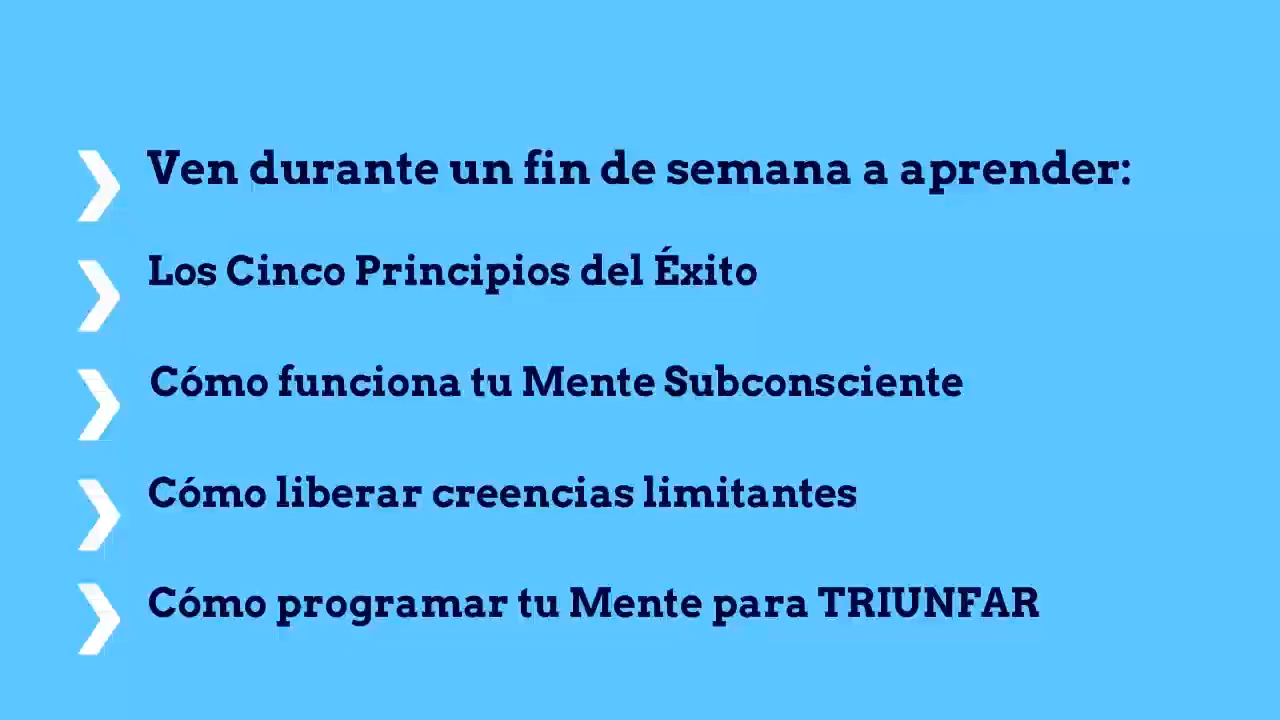 Ven durante un fin de semana a aprender:
Los Cinco Principios del Éxito
Cómo funciona tu Mente Subconsciente
Cómo liberar creencias limitantes
Cómo programar tu Mente para TRIUNFAR